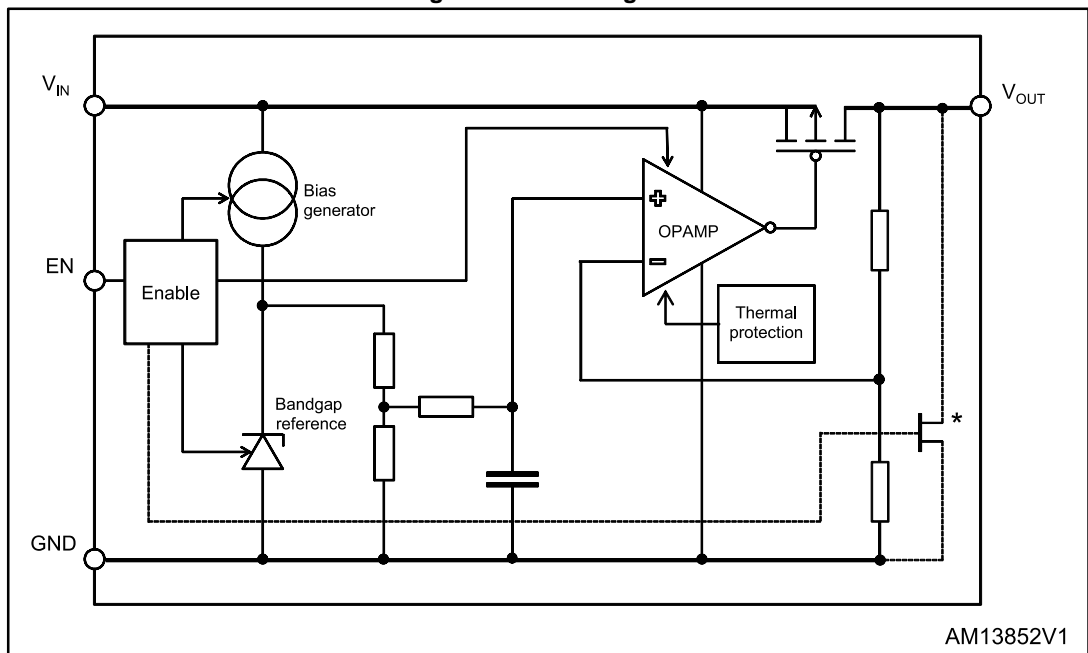 V_IN
V_OUT
Bias
generator
EN
Enable
OPAMP
Thermal
protection
Bandgap
reference
*
GND
AM13852V1